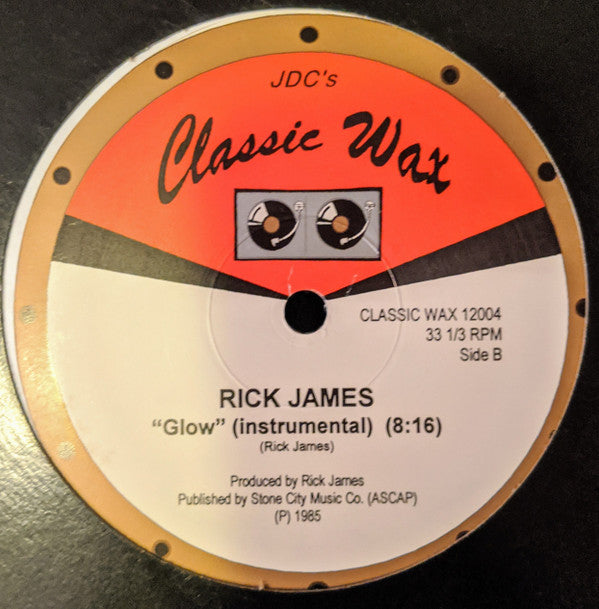 JDC's
Classic Wax
CLASSIC WAX 12004
33 1/3 RPM
Side B
RICK JAMES
“Glow” (instrumental) (8:16)
(Rick James)
Produced by Rick James
Published by Stone City Music Co. (ASCAP)
(P) 1985